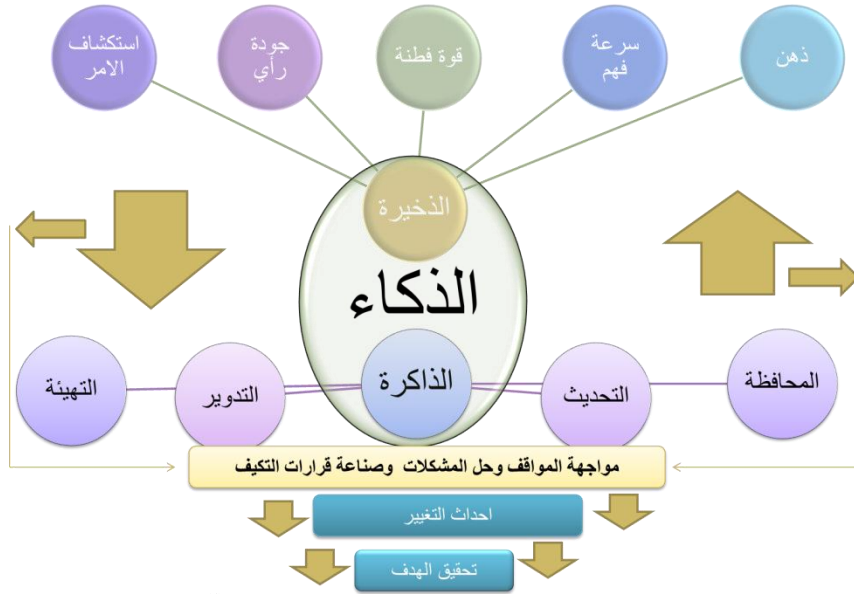 ذهن
سرعة
فهم
قوة فطنة
جودة
رأي
استكشاف
الامر
الذخيرة
الذكاء
المحافظة
التحديث
الذاكرة
التدوير
التهيئة
مواجهة المواقف وحل المشكلات وصناعة قرارات التكيف
احداث التغيير
تحقيق الهدف